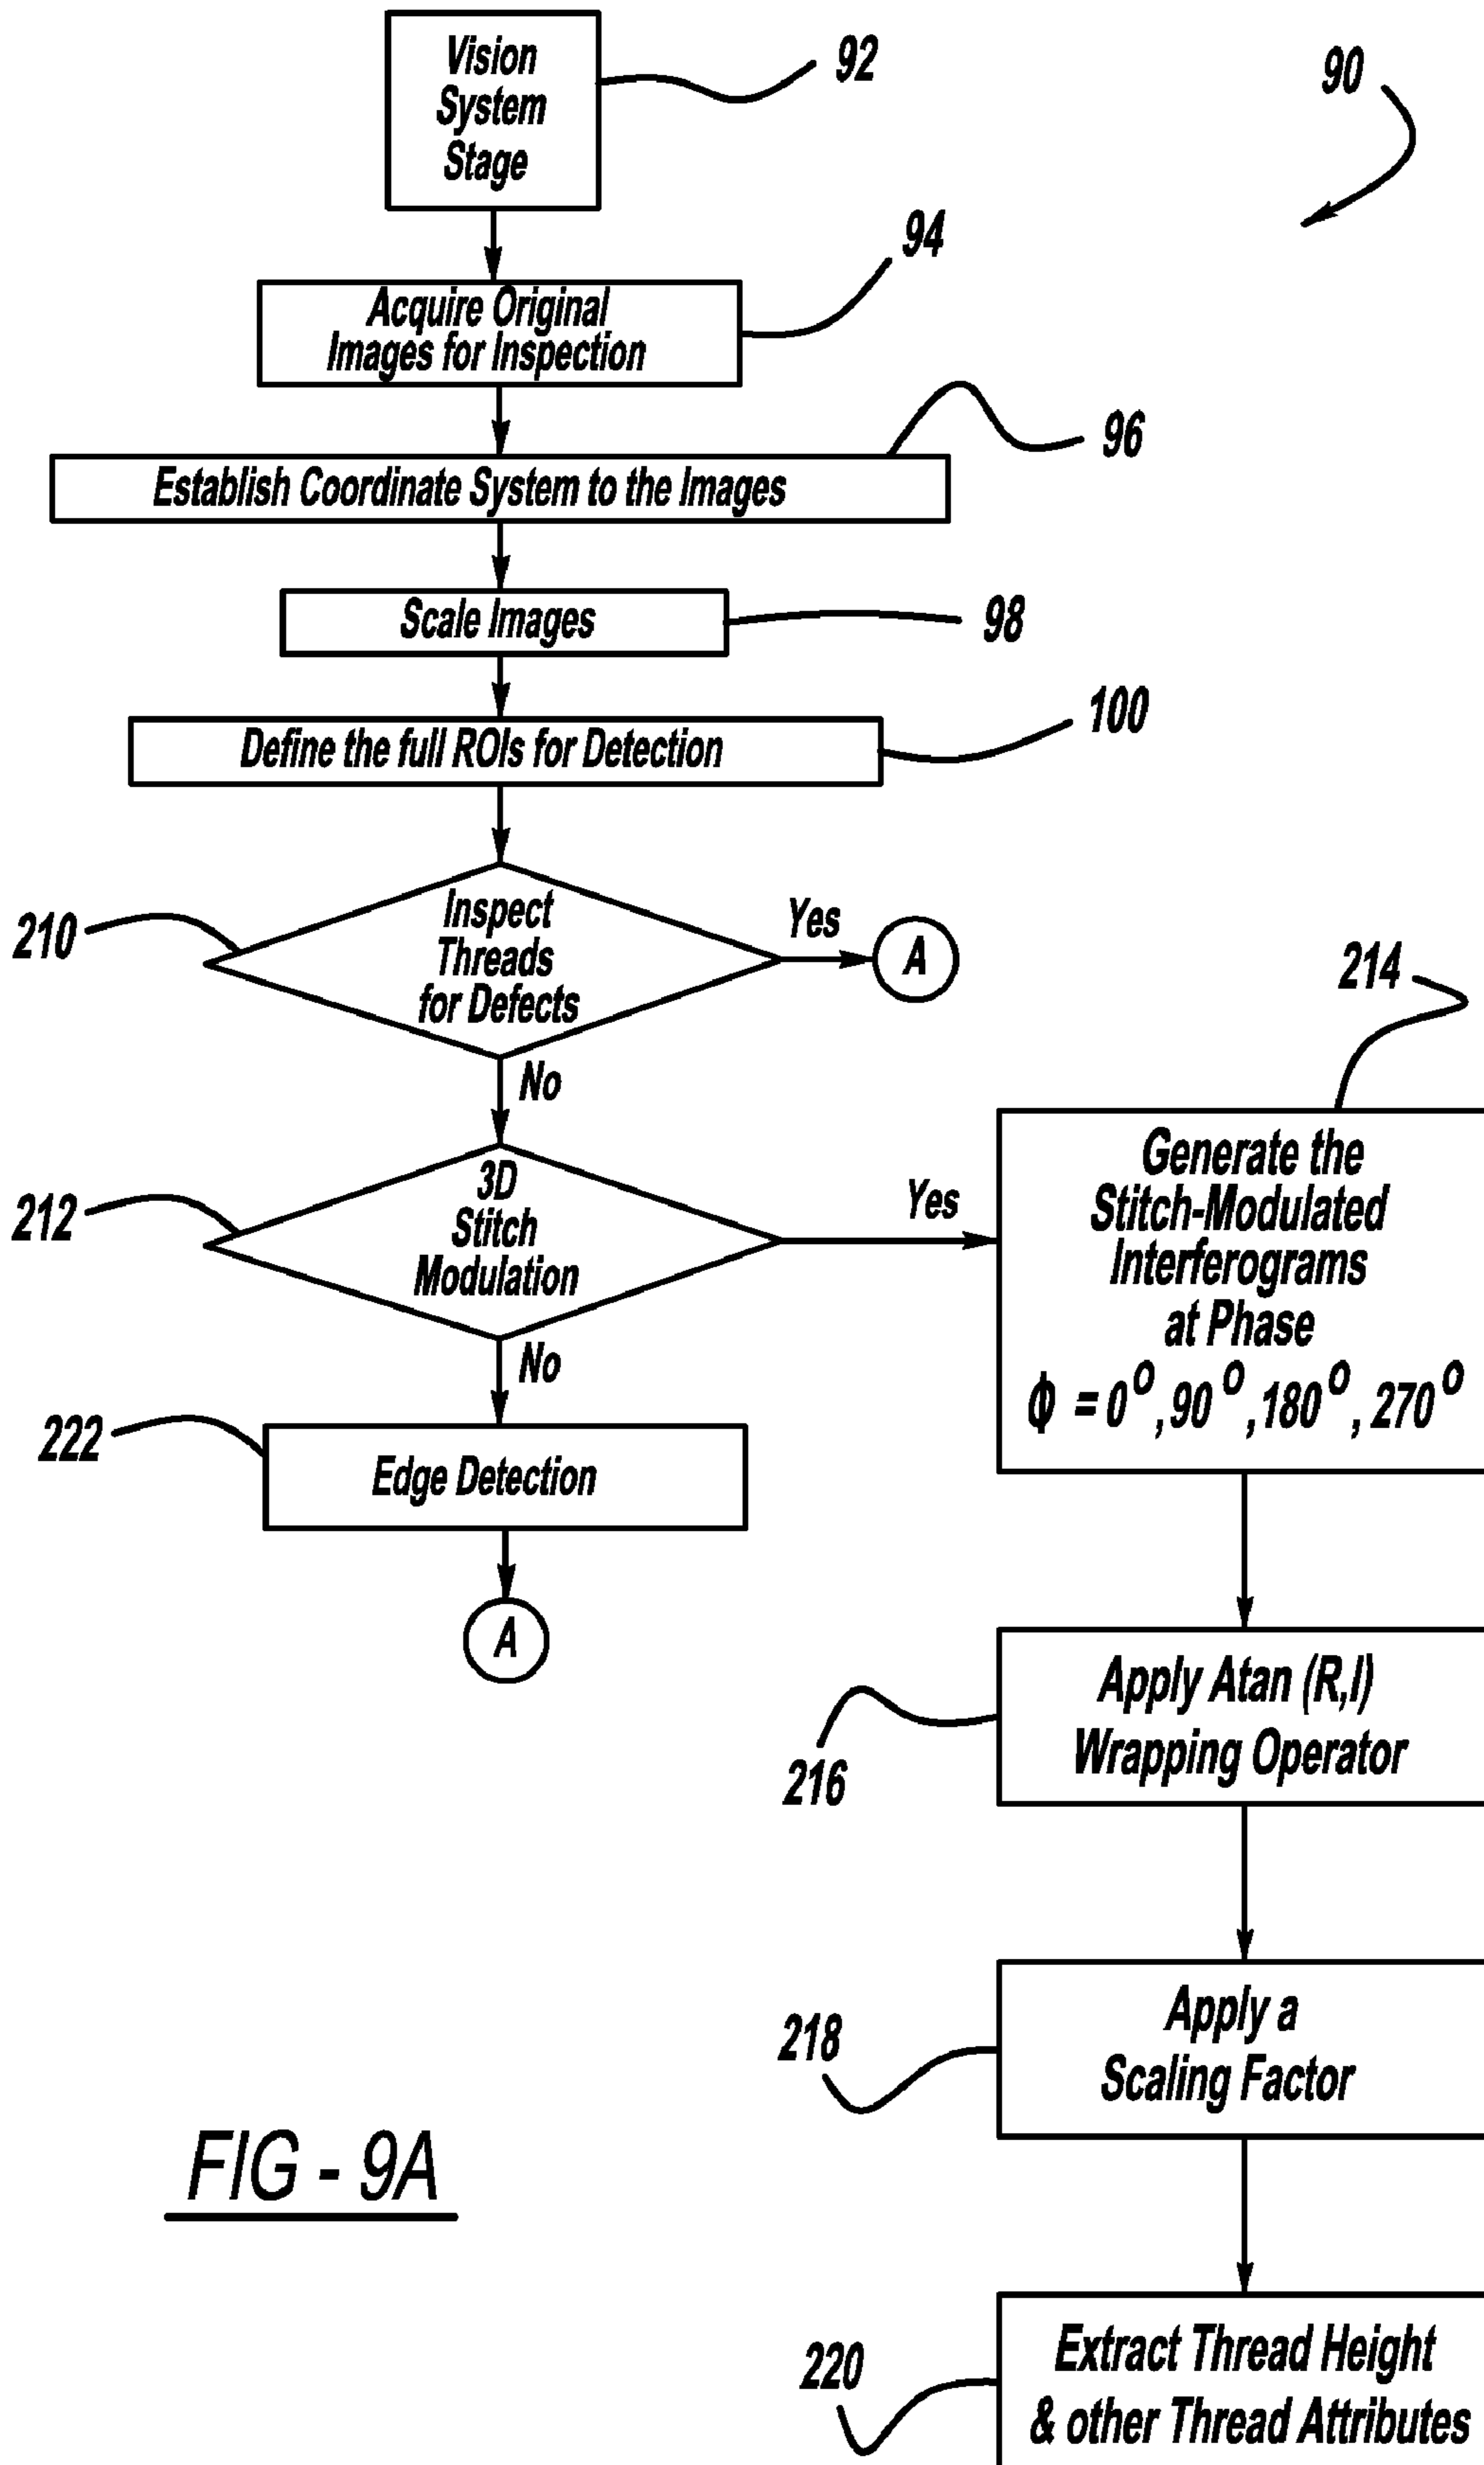 Vision
System
Stage
92
90
Acquire Original
Images for Inspection
94
Establish Coordinate System to the Images
96
Scale Images
98
Define the full ROIs for Detection
100
210
Inspect
Threads
for Defects
Yes
A
No
212
3D
Stitch
Modulation
Yes
No
214
Generate the
Stitch-Modulated
Interferograms
at Phase
ϕ = 0°, 90°, 180°, 270°
222
Edge Detection
A
Apply Atan (R,I)
Wrapping Operator
216
Apply a
Scaling Factor
218
Extract Thread Height
& other Thread Attributes
220
FIG - 9A